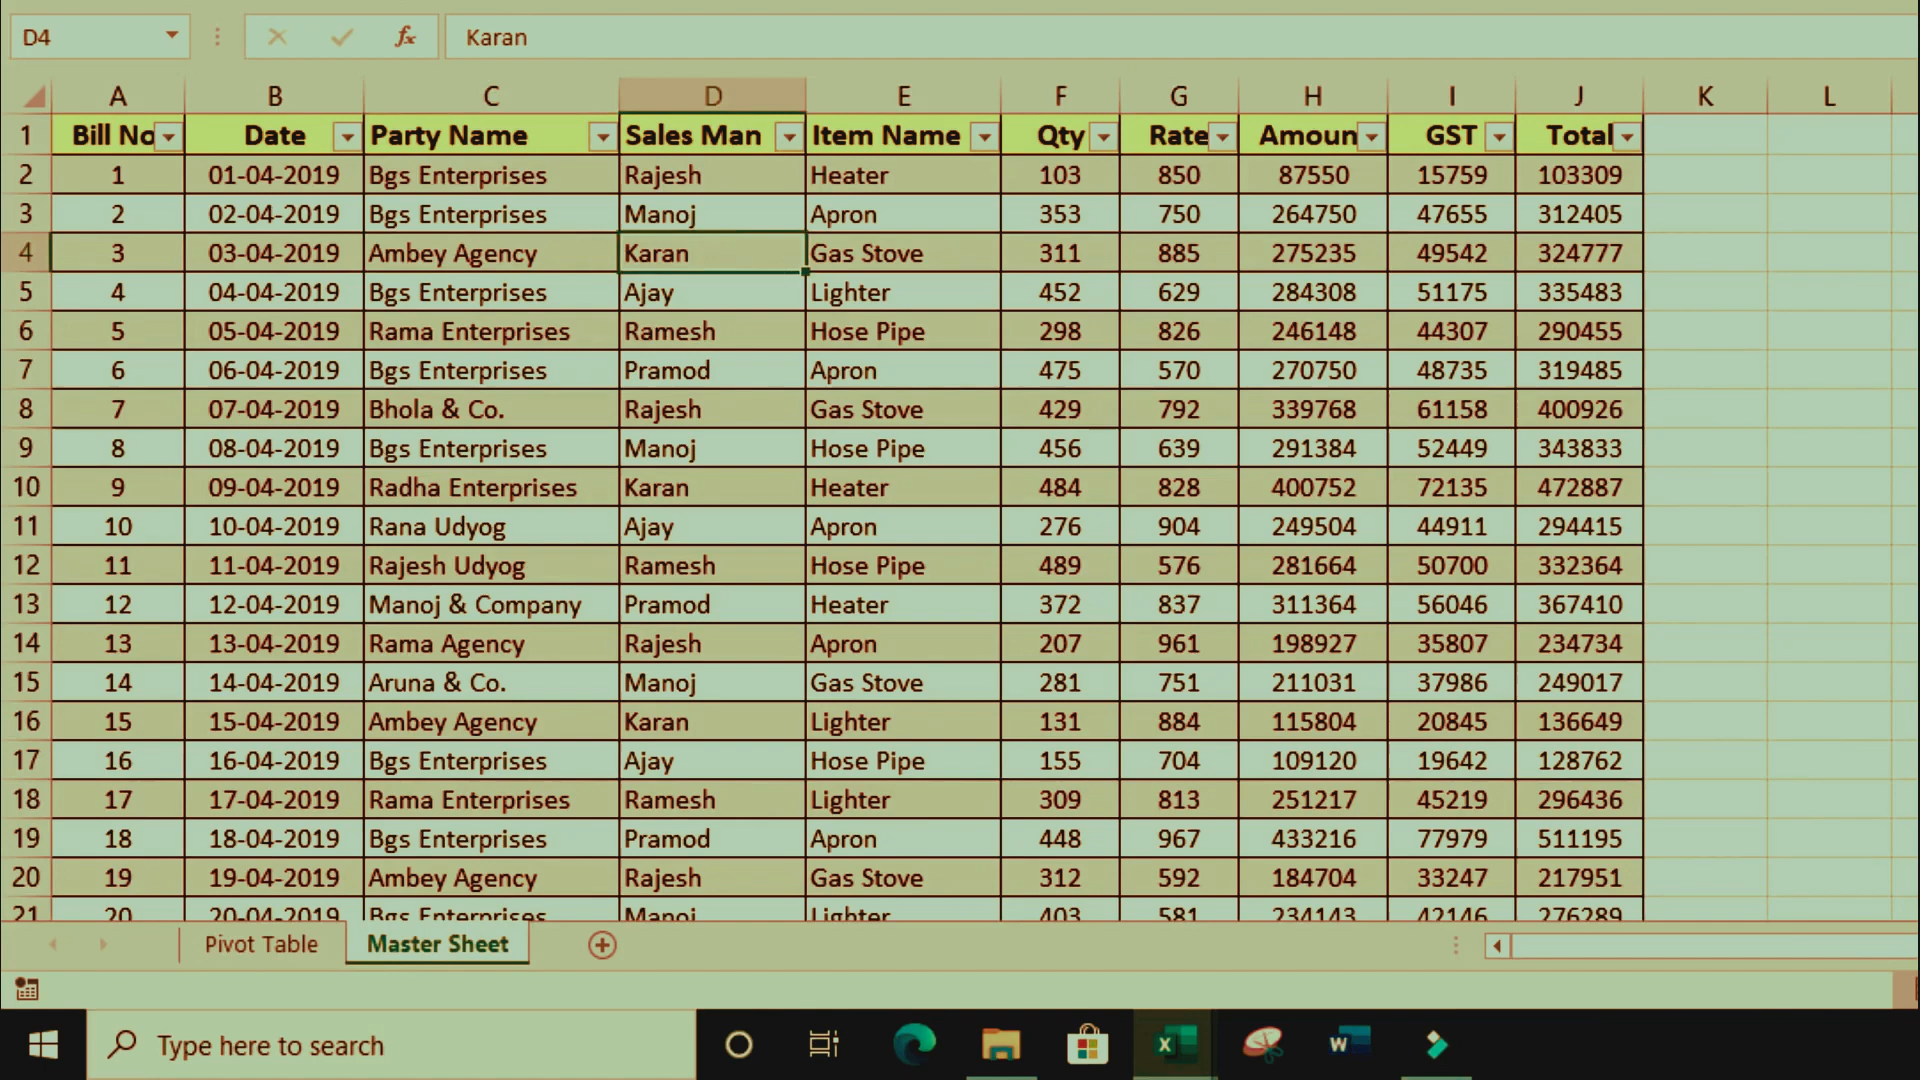 D4 fx Karan
A B C D E F G H I J K L
1 Bill No Date Party Name Sales Man Item Name Qty Rate Amoun GST Total
2 1 01-04-2019 Bgs Enterprises Rajesh Heater 103 850 87550 15759 103309
3 2 02-04-2019 Bgs Enterprises Manoj Apron 353 750 264750 47655 312405
4 3 03-04-2019 Ambey Agency Karan Gas Stove 311 885 275235 49542 324777
5 4 04-04-2019 Bgs Enterprises Ajay Lighter 452 629 284308 51175 335483
6 5 05-04-2019 Rama Enterprises Ramesh Hose Pipe 298 826 246148 44307 290455
7 6 06-04-2019 Bgs Enterprises Pramod Apron 475 570 270750 48735 319485
8 7 07-04-2019 Bhola & Co. Rajesh Gas Stove 429 792 339768 61158 400926
9 8 08-04-2019 Bgs Enterprises Manoj Hose Pipe 456 639 291384 52449 343833
10 9 09-04-2019 Radha Enterprises Karan Heater 484 828 400752 72135 472887
11 10 10-04-2019 Rana Udyog Ajay Apron 276 904 249504 44911 294415
12 11 11-04-2019 Rajesh Udyog Ramesh Hose Pipe 489 576 281664 50700 332364
13 12 12-04-2019 Manoj & Company Pramod Heater 372 837 311364 56046 367410
14 13 13-04-2019 Rama Agency Rajesh Apron 207 961 198927 35807 234734
15 14 14-04-2019 Aruna & Co. Manoj Gas Stove 281 751 211031 37986 249017
16 15 15-04-2019 Ambey Agency Karan Lighter 131 884 115804 20845 136649
17 16 16-04-2019 Bgs Enterprises Ajay Hose Pipe 155 704 109120 19642 128762
18 17 17-04-2019 Rama Enterprises Ramesh Lighter 309 813 251217 45219 296436
19 18 18-04-2019 Bgs Enterprises Pramod Apron 448 967 433216 77979 511195
20 19 19-04-2019 Ambey Agency Rajesh Gas Stove 312 592 184704 33247 217951
21 20 20-04-2019 Bgs Enterprises Manoj Lighter 403 581 234143 42146 276289
Pivot Table Master Sheet
Type here to search